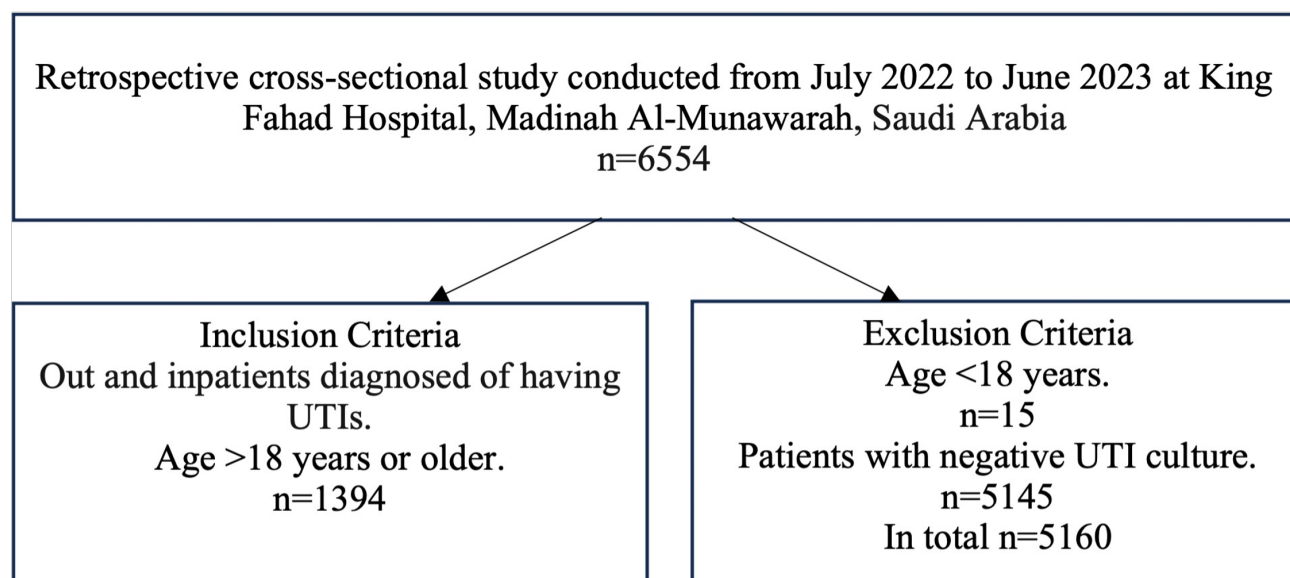 Retrospective cross-sectional study conducted from July 2022 to June 2023 at King
Fahad Hospital, Madinah Al-Munawarah, Saudi Arabia
n=6554
Inclusion Criteria
Out and inpatients diagnosed of having
UTIs.
Age >18 years or older.
n=1394
Exclusion Criteria
Age <18 years.
n=15
Patients with negative UTI culture.
n=5145
In total n=5160